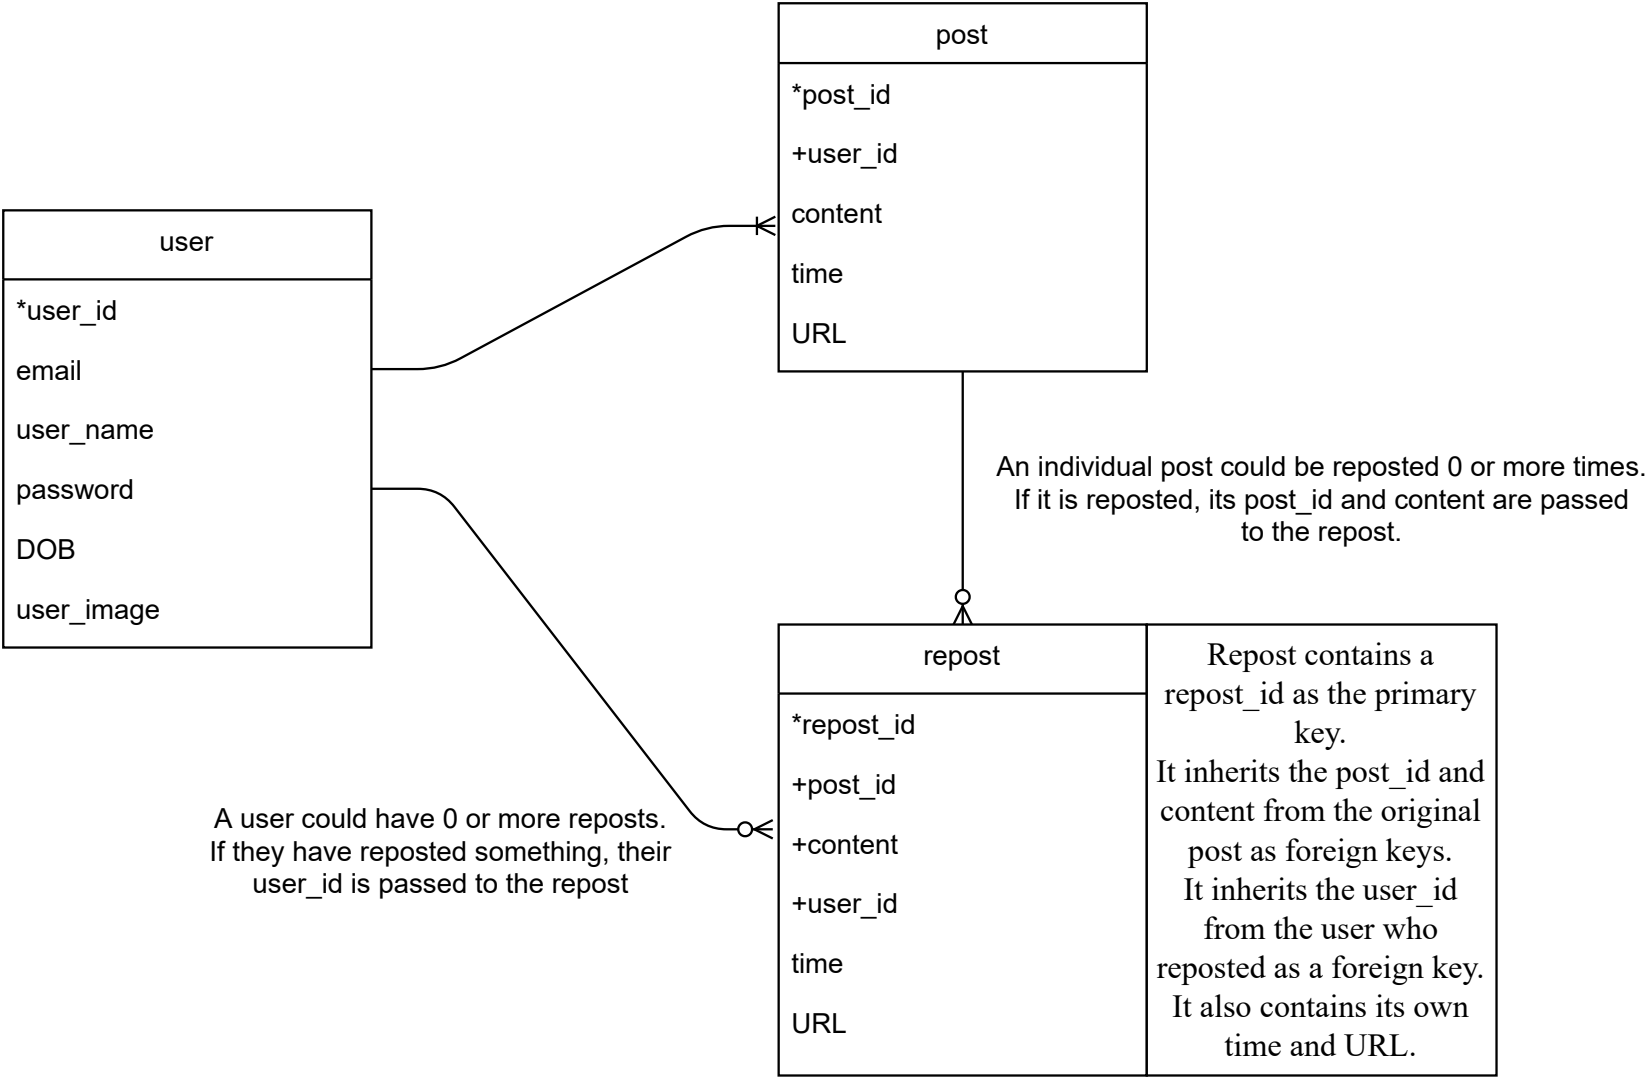 post
*post_id
+user_id
content
time
URL
user
*user_id
email
user_name
password
DOB
user_image
An individual post could be reposted 0 or more times.
If it is reposted, its post_id and content are passed
to the repost.
A user could have 0 or more reposts.
If they have reposted something, their
user_id is passed to the repost
repost
*repost_id
+post_id
+content
+user_id
time
URL
Repost contains a
repost_id as the primary
key.
It inherits the post_id and
content from the original
post as foreign keys.
It inherits the user_id
from the user who
reposted as a foreign key.
It also contains its own
time and URL.